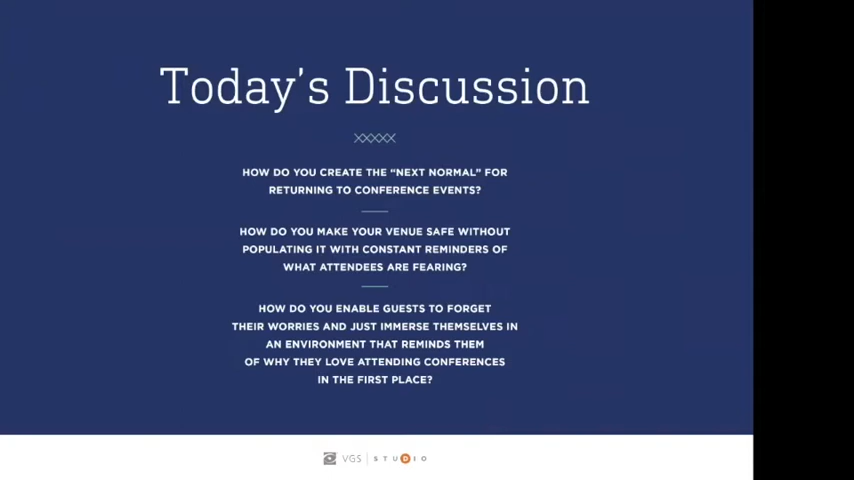 Today's Discussion
HOW DO YOU CREATE THE “NEXT NORMAL” FOR
RETURNING TO CONFERENCE EVENTS?
HOW DO YOU MAKE YOUR VENUE SAFE WITHOUT
POPULATING IT WITH CONSTANT REMINDERS OF
WHAT ATTENDEES ARE FEARING?
HOW DO YOU ENABLE GUESTS TO FORGET
THEIR WORRIES AND JUST IMMERSE THEMSELVES IN
AN ENVIRONMENT THAT REMINDS THEM
OF WHY THEY LOVE ATTENDING CONFERENCES
IN THE FIRST PLACE?
VGS | STUDIO